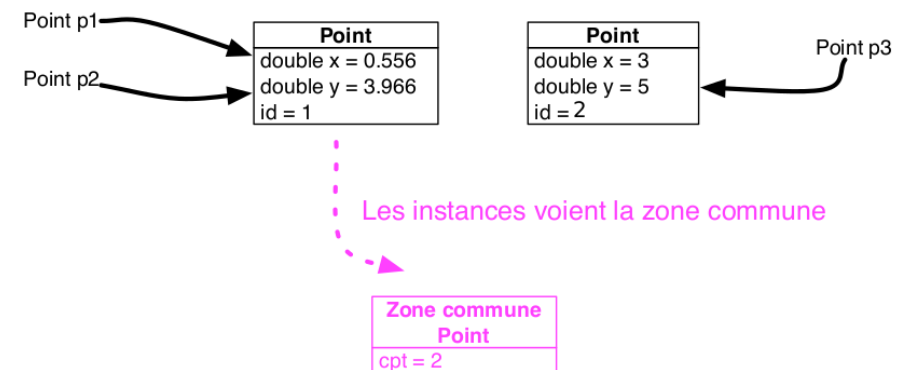 Point p1
Point p2
Point
double x = 0.556
double y = 3.966
id = 1
Point
double x = 3
double y = 5
id = 2
Point p3
Les instances voient la zone commune
Zone commune
Point
cpt = 2